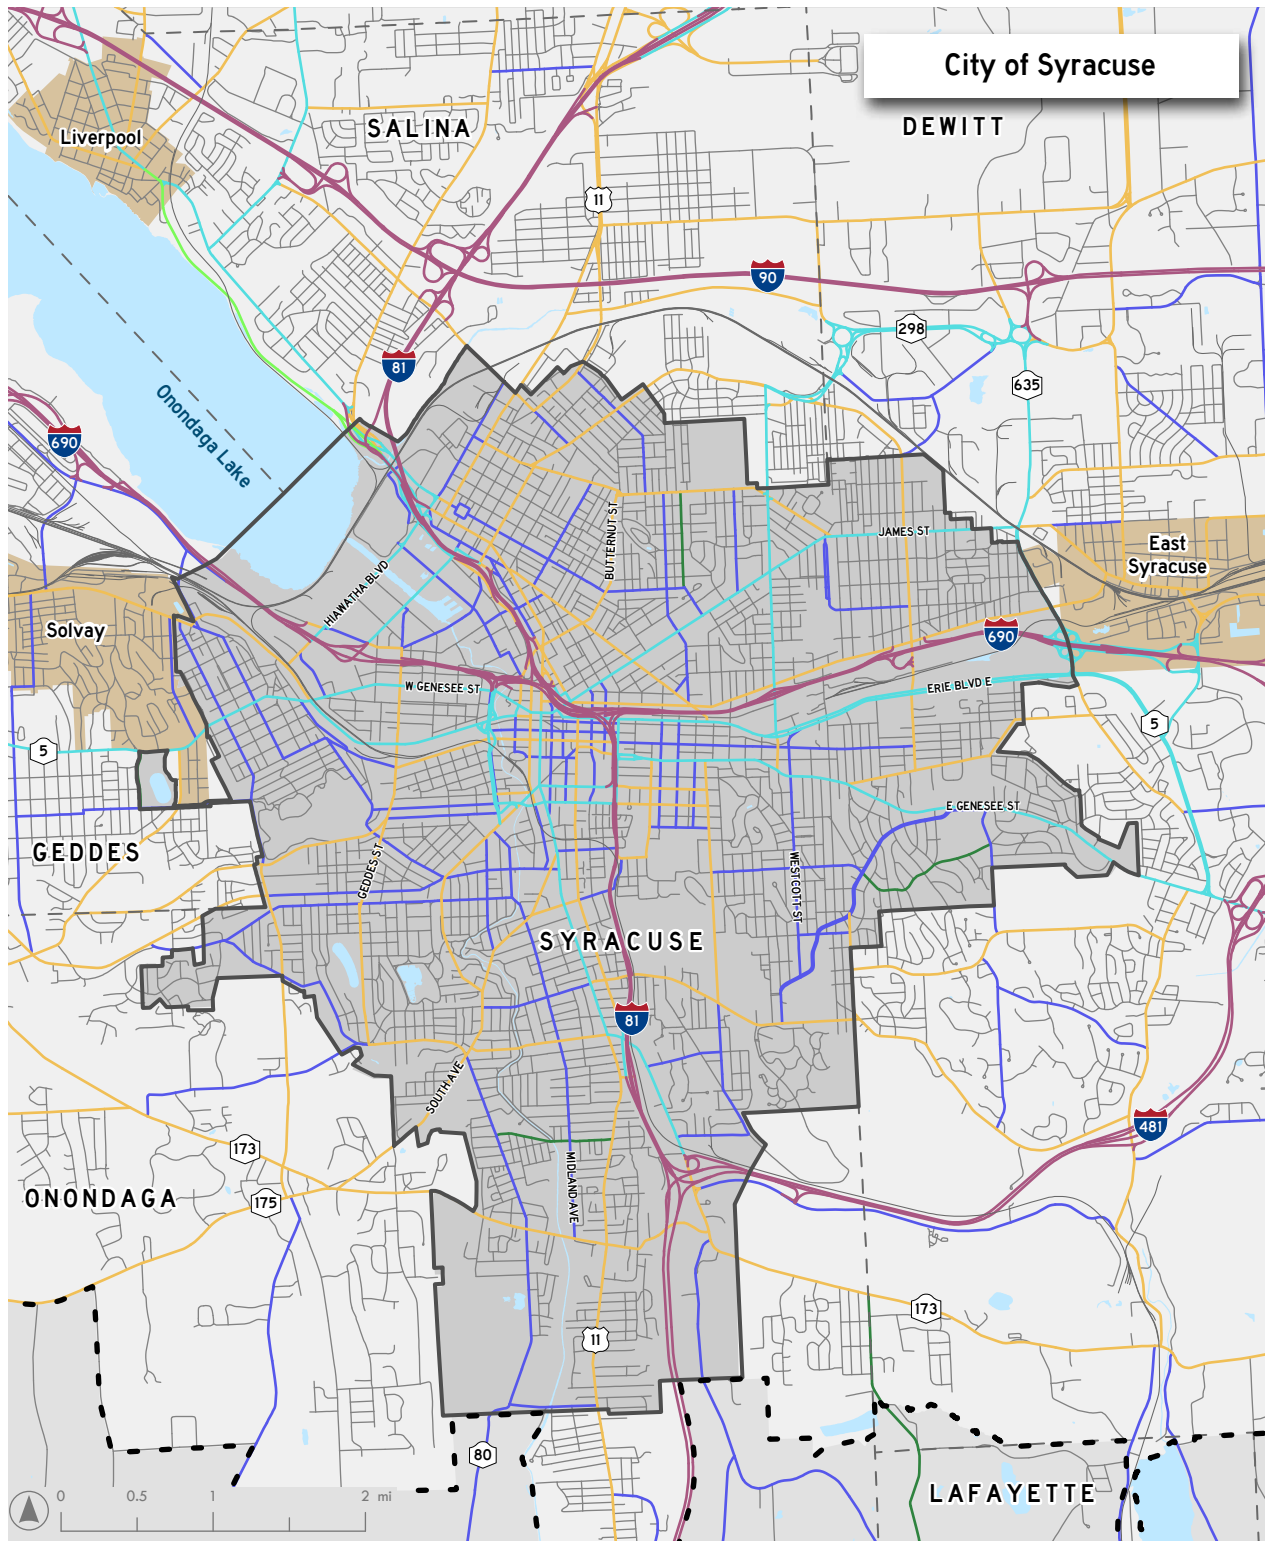 City of Syracuse
SALINA
DEWITT
Liverpool
11
90
298
81
635
Onondaga Lake
690
BUTTERNUT ST
JAMES ST
East
Syracuse
HIAWATHA BLVD
Solvay
690
W GENESEE ST
ERIE BLVD E
5
5
E GENESEE ST
GEDDES
GEDDES ST
WESTCOTT ST
SYRACUSE
81
SOUTH AVE
481
173
MIDLAND AVE
ONONDAGA
175
173
11
80
LAFAYETTE
0 0.5 1 2 mi